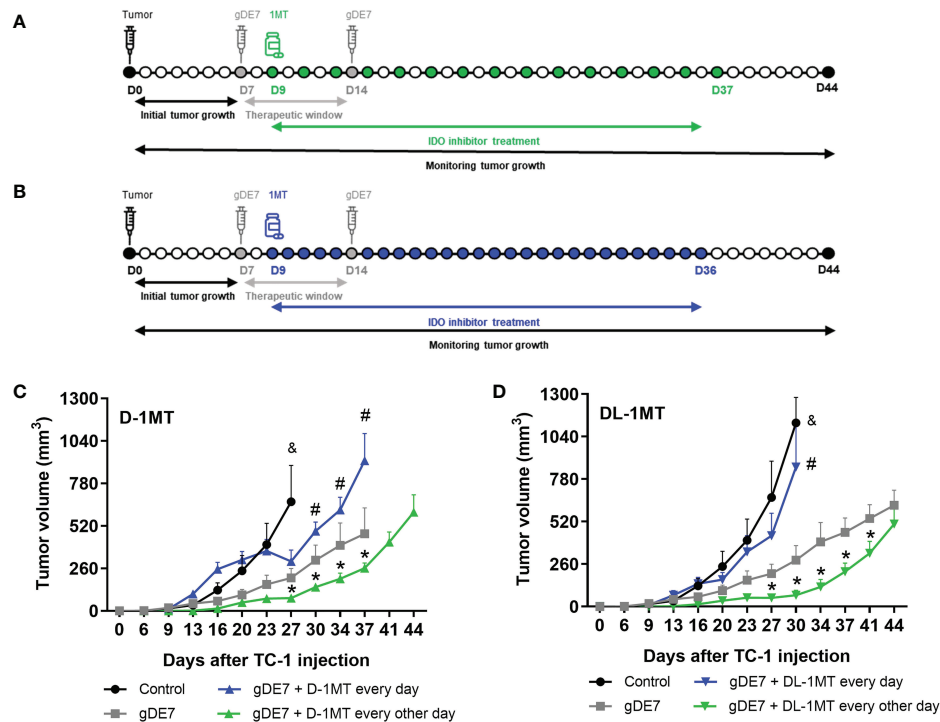 A
Tumor gDE7 1MT gDE7
D0 D7 D9 D14 D37 D44
Initial tumor growth Therapeutic window
IDO inhibitor treatment
Monitoring tumor growth
B
Tumor gDE7 1MT gDE7
D0 D7 D9 D14 D36 D44
Initial tumor growth Therapeutic window
IDO inhibitor treatment
Monitoring tumor growth
C
D-1MT
Tumor volume (mm³)
1300
1040
780
520
260
0
& # # # #
* * * *
0 6 9 13 16 20 23 27 30 34 37 41 44
Days after TC-1 injection
Control gDE7 + D-1MT every day
gDE7 gDE7 + D-1MT every other day
D
DL-1MT
Tumor volume (mm³)
1300
1040
780
520
260
0
&
#
* * * * *
0 6 9 13 16 20 23 27 30 34 37 41 44
Days after TC-1 injection
Control gDE7 + DL-1MT every day
gDE7 gDE7 + DL-1MT every other day